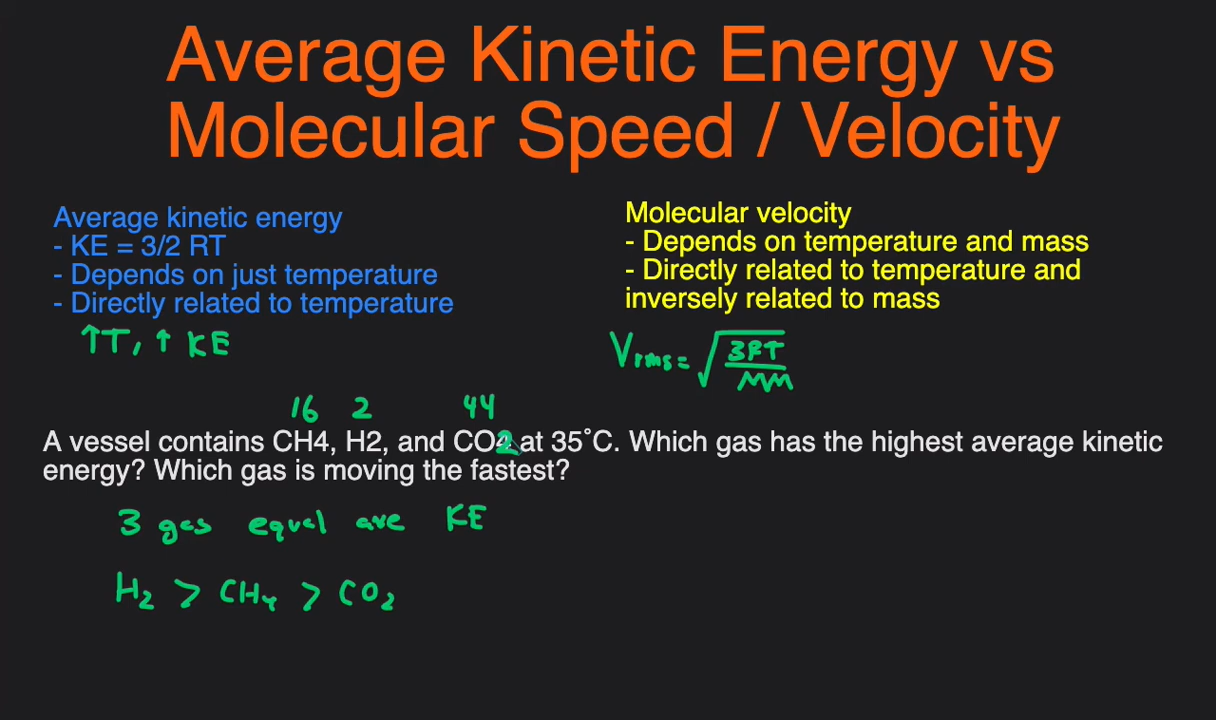 Average Kinetic Energy vs
Molecular Speed / Velocity
Average kinetic energy
- KE = 3/2 RT
- Depends on just temperature
- Directly related to temperature
↑T, ↑ KE
Molecular velocity
- Depends on temperature and mass
- Directly related to temperature and
inversely related to mass
Vrms = √(3RT/MM)
16 2 44
A vessel contains CH4, H2, and CO2 at 35˚C. Which gas has the highest average kinetic
energy? Which gas is moving the fastest?
3 gas equal ave KE
H₂ > CH₄ > CO₂